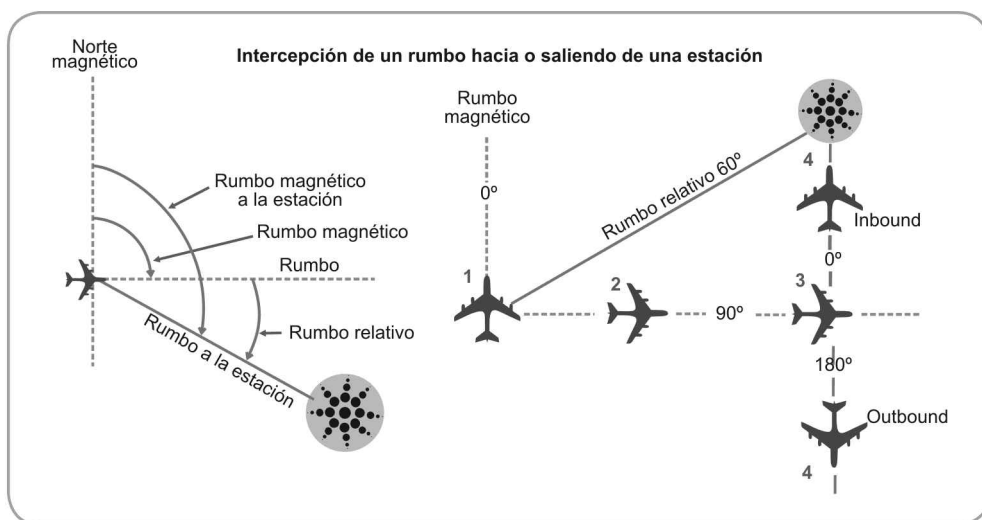 Intercepción de un rumbo hacia o saliendo de una estación
Norte
magnético
Rumbo magnético
a la estación
Rumbo magnético
Rumbo
Rumbo relativo
Rumbo a la estación
Rumbo
magnético
0º
Rumbo relativo 60º
4
Inbound
0º
1
2
3
90º
180º
Outbound
4